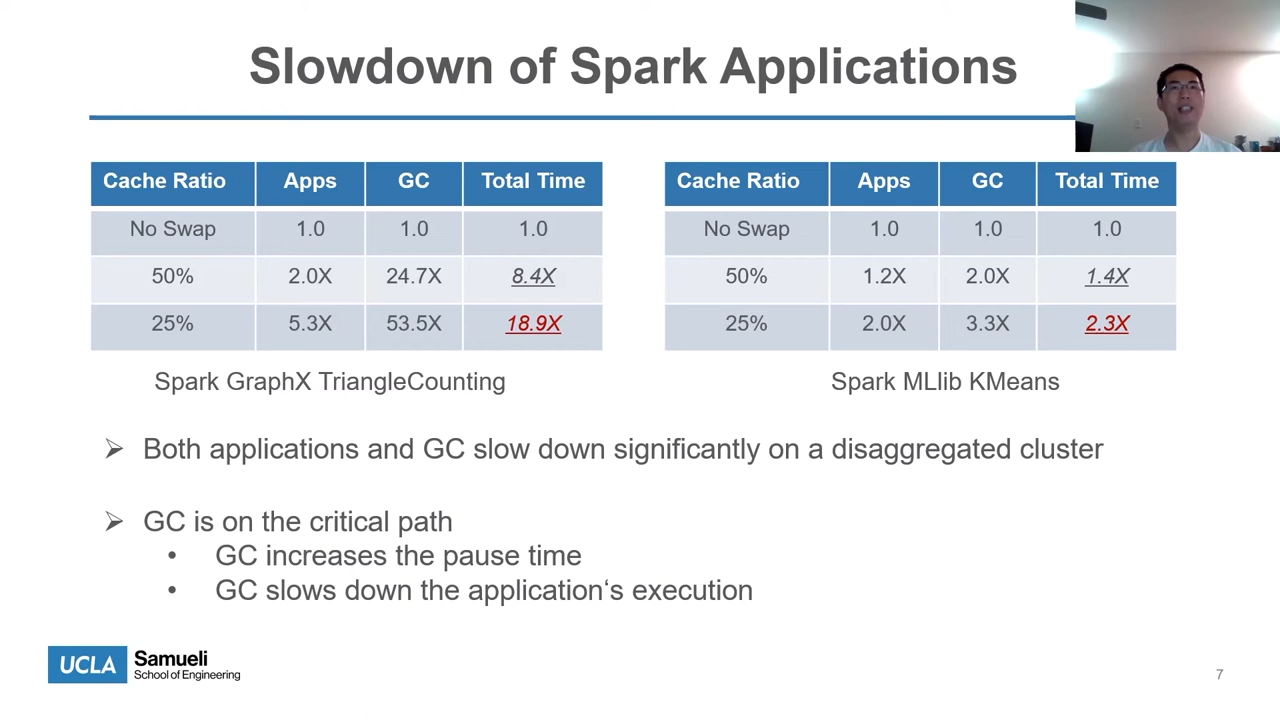 Slowdown of Spark Applications
Cache Ratio Apps GC Total Time
No Swap 1.0 1.0 1.0
50% 2.0X 24.7X 8.4X
25% 5.3X 53.5X 18.9X
Spark GraphX TriangleCounting
Cache Ratio Apps GC Total Time
No Swap 1.0 1.0 1.0
50% 1.2X 2.0X 1.4X
25% 2.0X 3.3X 2.3X
Spark MLlib KMeans
➢ Both applications and GC slow down significantly on a disaggregated cluster
➢ GC is on the critical path
• GC increases the pause time
• GC slows down the application‘s execution
UCLA Samueli
School of Engineering
7